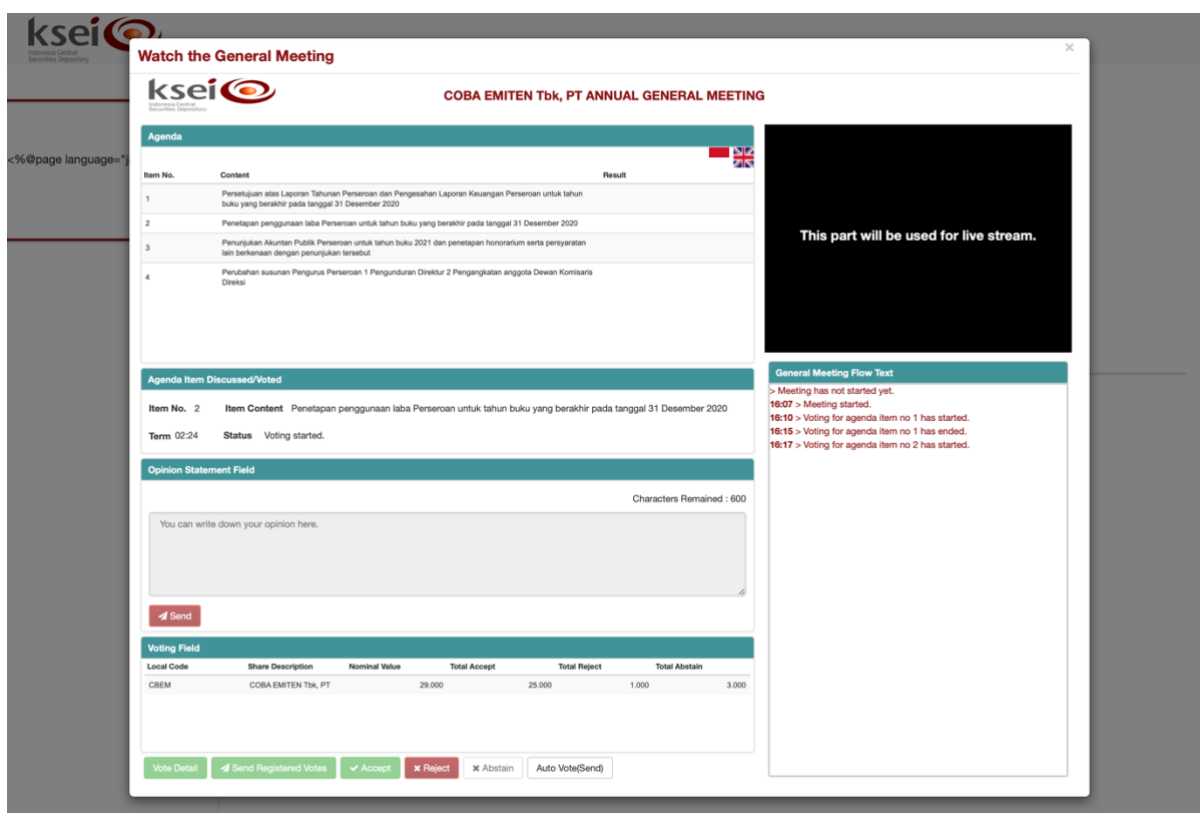 ksei
Indonesia Central
Securities Depository
<%@page language="j
Watch the General Meeting
×
ksei
Indonesia Central
Securities Depository
COBA EMITEN Tbk, PT ANNUAL GENERAL MEETING
Agenda
Item No. Content Result
1 Persetujuan atas Laporan Tahunan Perseroan dan Pengesahan Laporan Keuangan Perseroan untuk tahun
buku yang berakhir pada tanggal 31 Desember 2020
2 Penetapan penggunaan laba Perseroan untuk tahun buku yang berakhir pada tanggal 31 Desember 2020
3 Penunjukan Akuntan Publik Perseroan untuk tahun buku 2021 dan penetapan honorarium serta persyaratan
lain berkenaan dengan penunjukan tersebut
4 Perubahan susunan Pengurus Perseroan 1 Pengunduran Direktur 2 Pengangkatan anggota Dewan Komisaris
Direksi
This part will be used for live stream.
Agenda Item Discussed/Voted
Item No. 2 Item Content Penetapan penggunaan laba Perseroan untuk tahun buku yang berakhir pada tanggal 31 Desember 2020
Term 02:24 Status Voting started.
General Meeting Flow Text
> Meeting has not started yet.
16:07 > Meeting started.
16:10 > Voting for agenda item no 1 has started.
16:15 > Voting for agenda item no 1 has ended.
16:17 > Voting for agenda item no 2 has started.
Opinion Statement Field
Characters Remained : 600
You can write down your opinion here.
Send
Voting Field
Local Code Share Description Nominal Value Total Accept Total Reject Total Abstain
CBEM COBA EMITEN Tbk, PT 29.000 25.000 1.000 3.000
Vote Detail Send Registered Votes Accept Reject Abstain Auto Vote(Send)